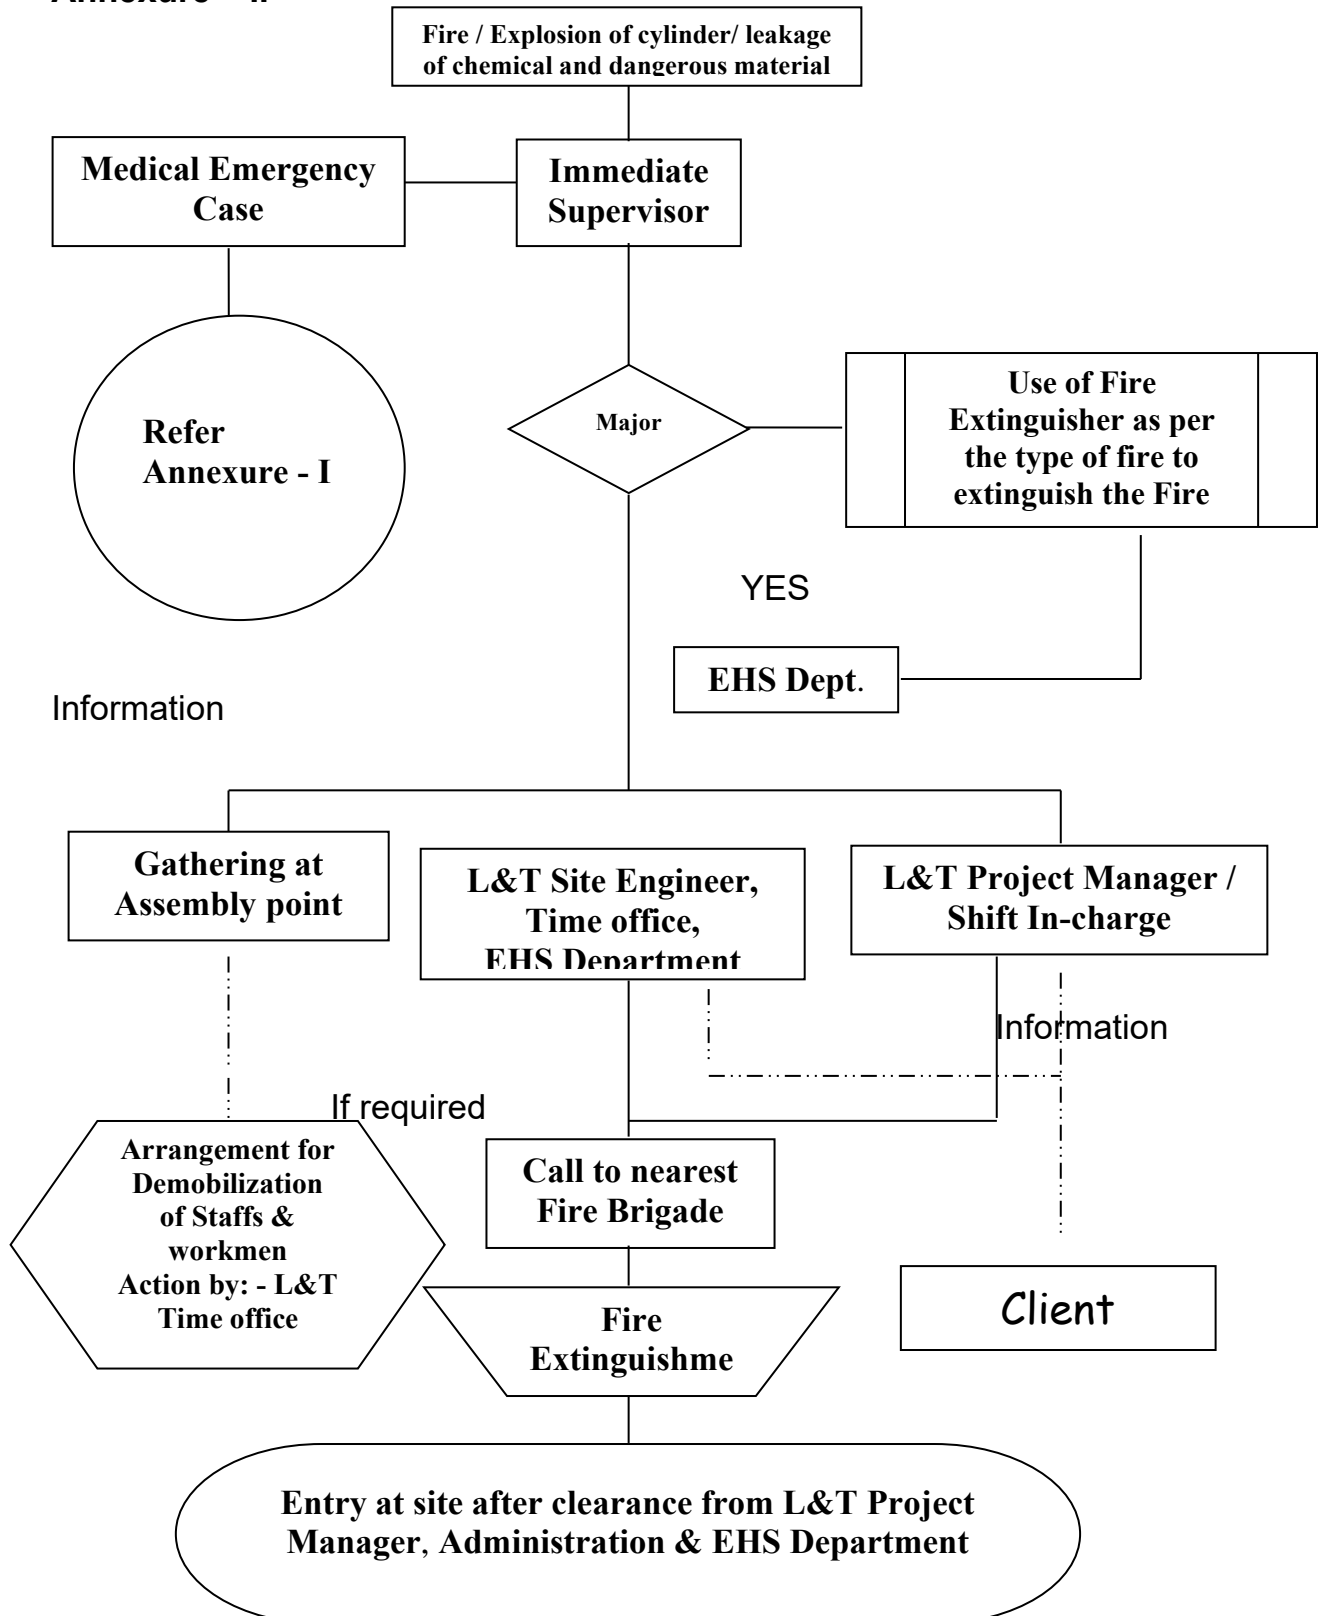 Fire / Explosion of cylinder/ leakage
of chemical and dangerous material
Medical Emergency
Case
Immediate
Supervisor
Refer
Annexure - I
Major
Use of Fire
Extinguisher as per
the type of fire to
extinguish the Fire
YES
EHS Dept.
Information
Gathering at
Assembly point
L&T Site Engineer,
Time office,
EHS Department
L&T Project Manager /
Shift In-charge
Information
If required
Arrangement for
Demobilization
of Staffs &
workmen
Action by: - L&T
Time office
Call to nearest
Fire Brigade
Fire
Extinguishme
Client
Entry at site after clearance from L&T Project
Manager, Administration & EHS Department